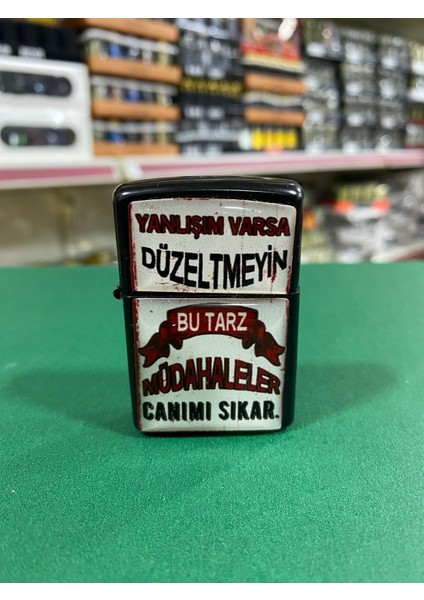 YANLIŞIM VARSA
DÜZELTMEYİN
BU TARZ
MÜDAHALELER
CANIMI SIKAR.